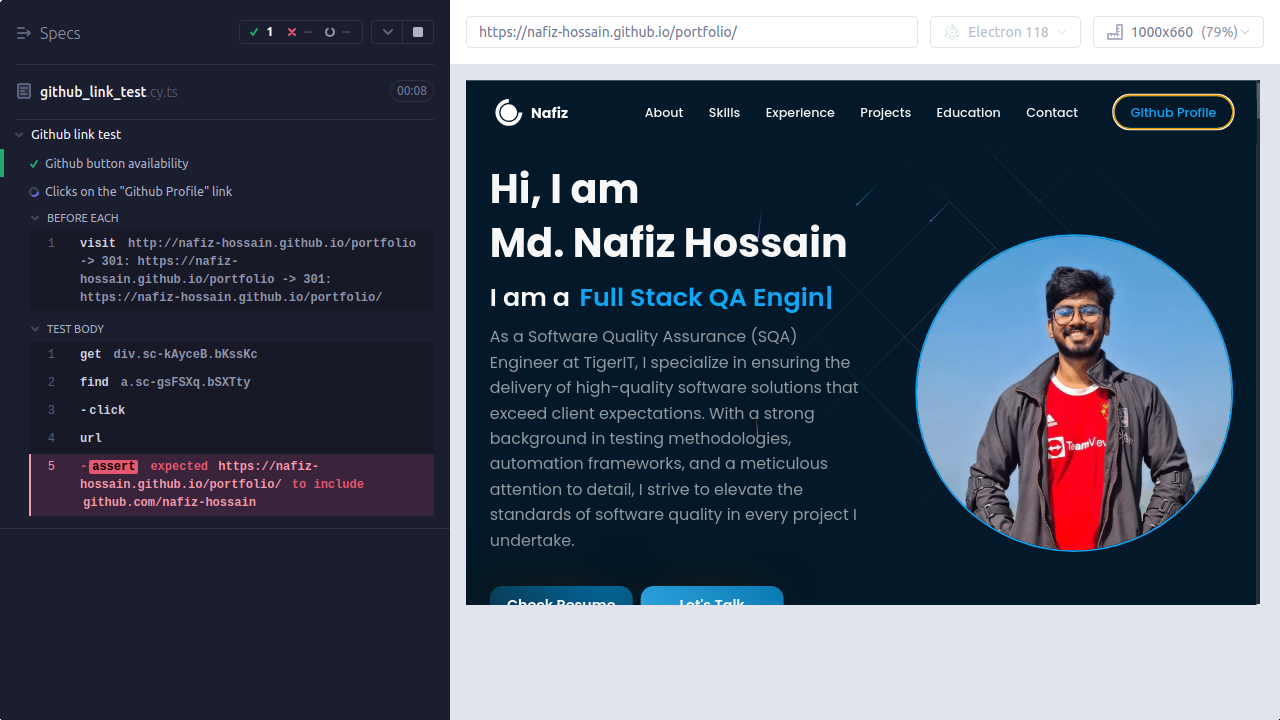 Specs
1
--
--
github_link_test.cy.ts
00:08
Github link test
Github button availability
Clicks on the "Github Profile" link
BEFORE EACH
1 visit http://nafiz-hossain.github.io/portfolio
-> 301: https://nafiz-
hossain.github.io/portfolio -> 301:
https://nafiz-hossain.github.io/portfolio/
TEST BODY
1 get div.sc-kAyceB.bKssKc
2 find a.sc-gsFSXq.bSXTty
3 -click
4 url
5 -assert expected https://nafiz-
hossain.github.io/portfolio/ to include
github.com/nafiz-hossain
https://nafiz-hossain.github.io/portfolio/
Electron 118
1000x660 (79%)
Nafiz
About
Skills
Experience
Projects
Education
Contact
Github Profile
Hi, I am
Md. Nafiz Hossain
I am a Full Stack QA Engin|
As a Software Quality Assurance (SQA)
Engineer at TigerIT, I specialize in ensuring the
delivery of high-quality software solutions that
exceed client expectations. With a strong
background in testing methodologies,
automation frameworks, and a meticulous
attention to detail, I strive to elevate the
standards of software quality in every project I
undertake.
TeamVie
Check Resume
Let's Talk